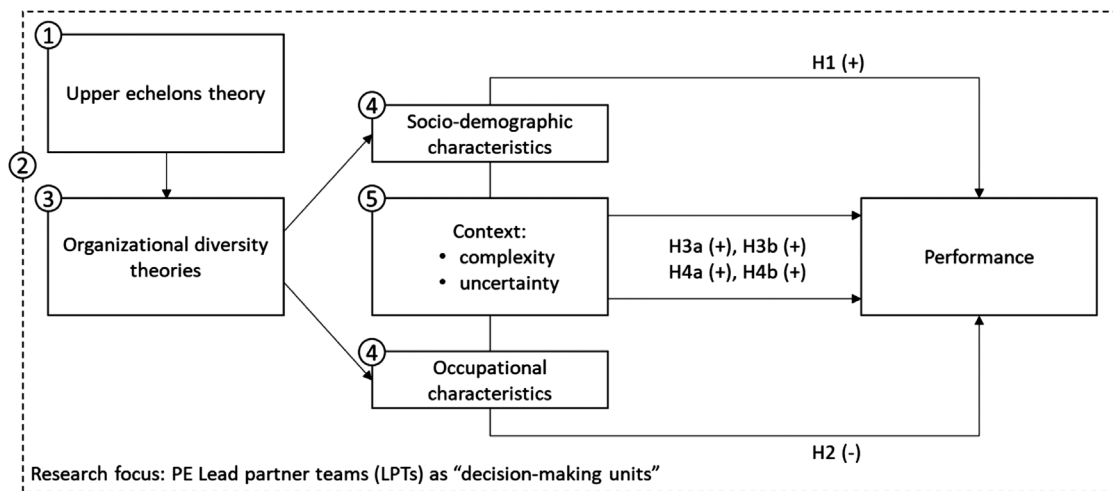 1
Upper echelons theory
2
3
Organizational diversity
theories
4
Socio-demographic
characteristics
5
Context:
• complexity
• uncertainty
4
Occupational
characteristics
H1 (+)
H3a (+), H3b (+)
H4a (+), H4b (+)
Performance
H2 (-)
Research focus: PE Lead partner teams (LPTs) as “decision-making units”